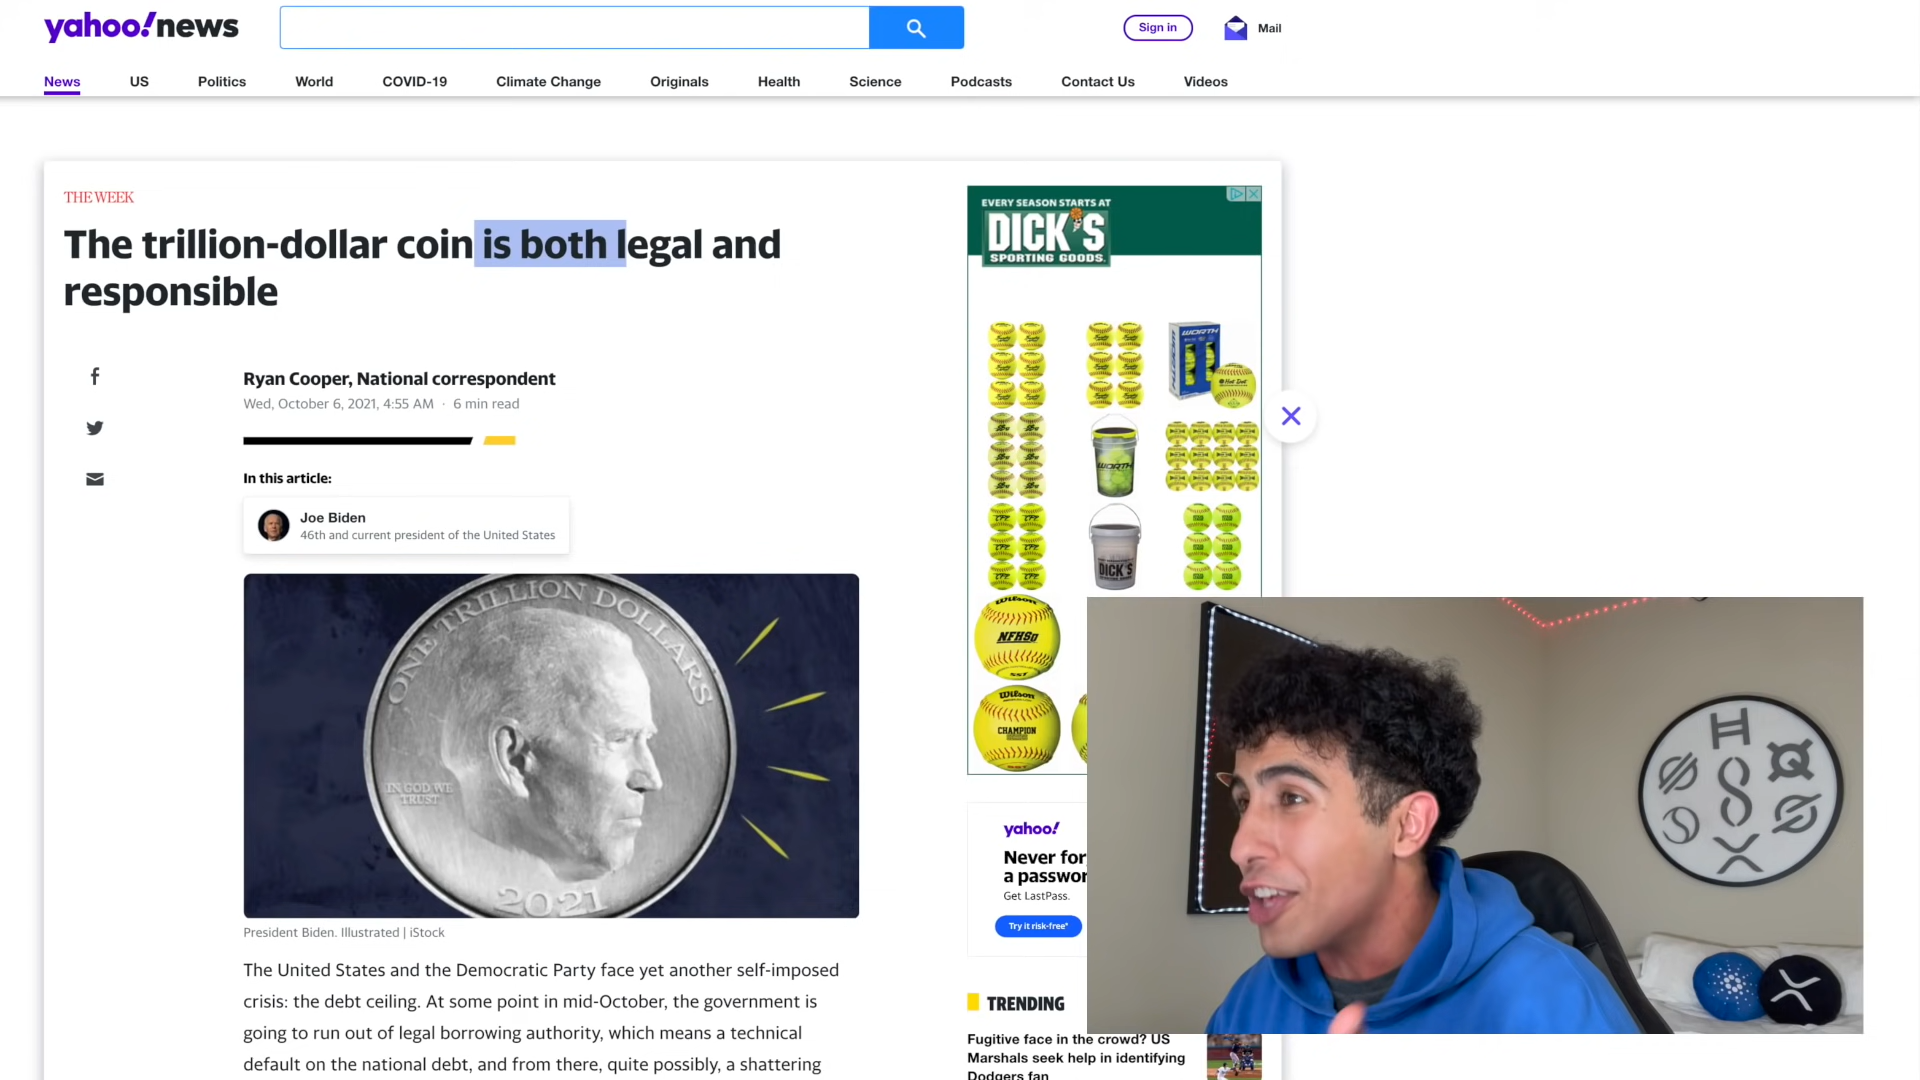 yahoo!news
Sign in
Mail
News US Politics World COVID-19 Climate Change Originals Health Science Podcasts Contact Us Videos
THE WEEK
The trillion-dollar coin is both legal and
responsible
Ryan Cooper, National correspondent
Wed, October 6, 2021, 4:55 AM · 6 min read
In this article:
Joe Biden
46th and current president of the United States
ONE TRILLION DOLLARS
IN GOD WE
TRUST
2021
President Biden. Illustrated | iStock
The United States and the Democratic Party face yet another self-imposed
crisis: the debt ceiling. At some point in mid-October, the government is
going to run out of legal borrowing authority, which means a technical
default on the national debt, and from there, quite possibly, a shattering
EVERY SEASON STARTS AT
DICK'S
SPORTING GOODS.
WORTH
WORTH
DICK'S
Wilson
NFHS
SST
Wilson
CHAMPION
yahoo!
Never for
a passwor
Get LastPass.
Try it risk-free*
TRENDING
Fugitive face in the crowd? US
Marshals seek help in identifying
Dodgers fan